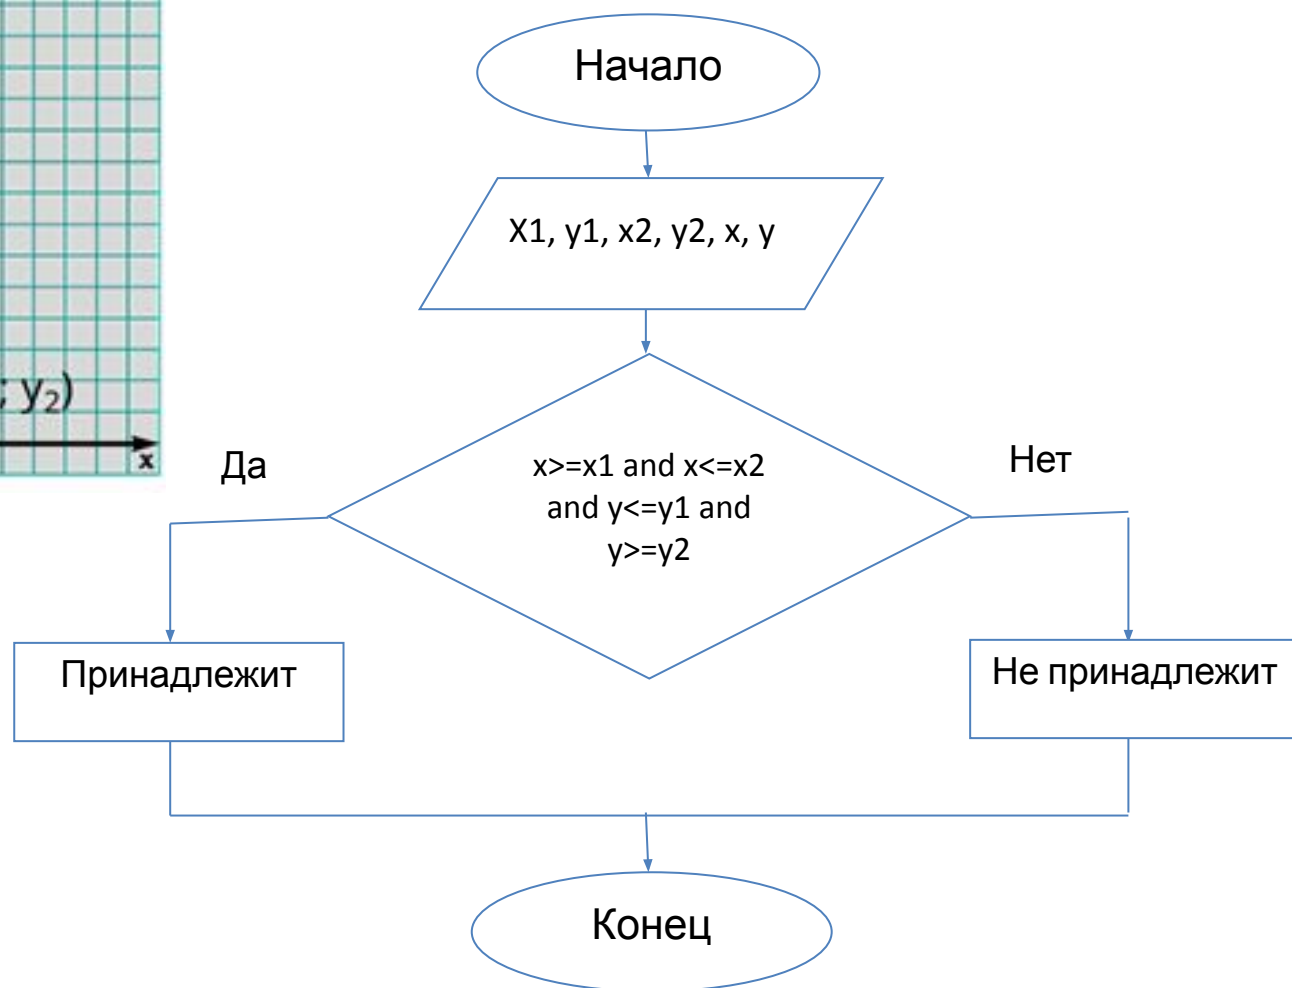 Начало
X1, y1, x2, y2, x, y
; y₂)
x
Да
Нет
x>=x1 and x<=x2
and y<=y1 and
y>=y2
Принадлежит
Не принадлежит
Конец